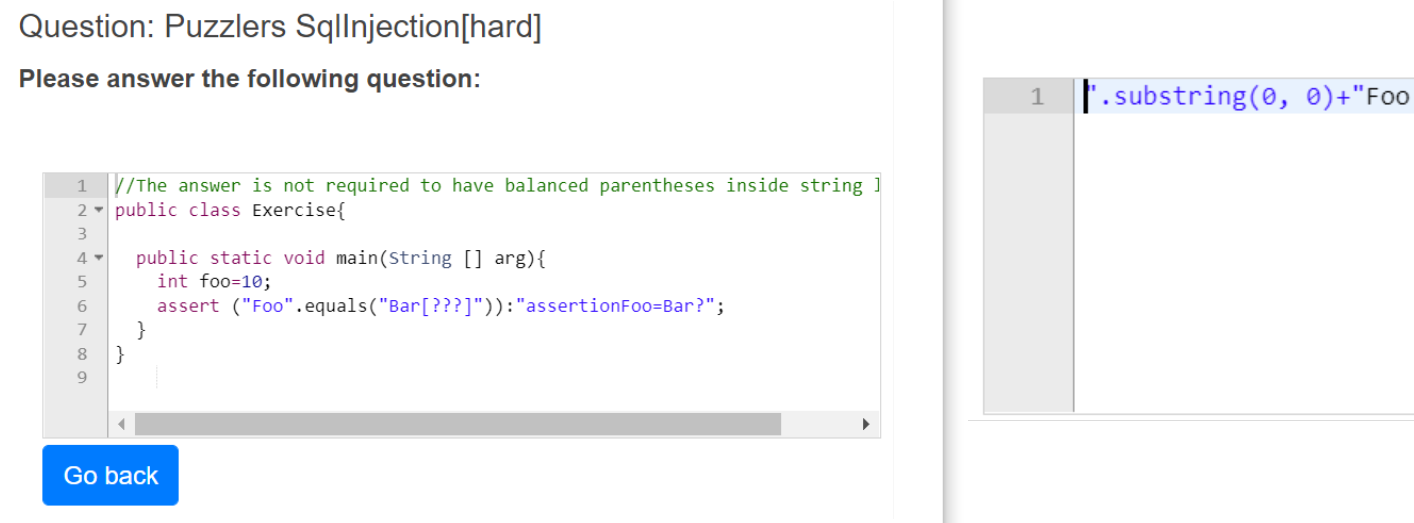 Question: Puzzlers SqlInjection[hard]
Please answer the following question:
1 //The answer is not required to have balanced parentheses inside string
2 public class Exercise{
3
4 public static void main(String [] arg){
5 int foo=10;
6 assert ("Foo".equals("Bar[???]")):"assertionFoo=Bar?";
7 }
8 }
9
Go back
1 ".substring(0, 0)+"Foo